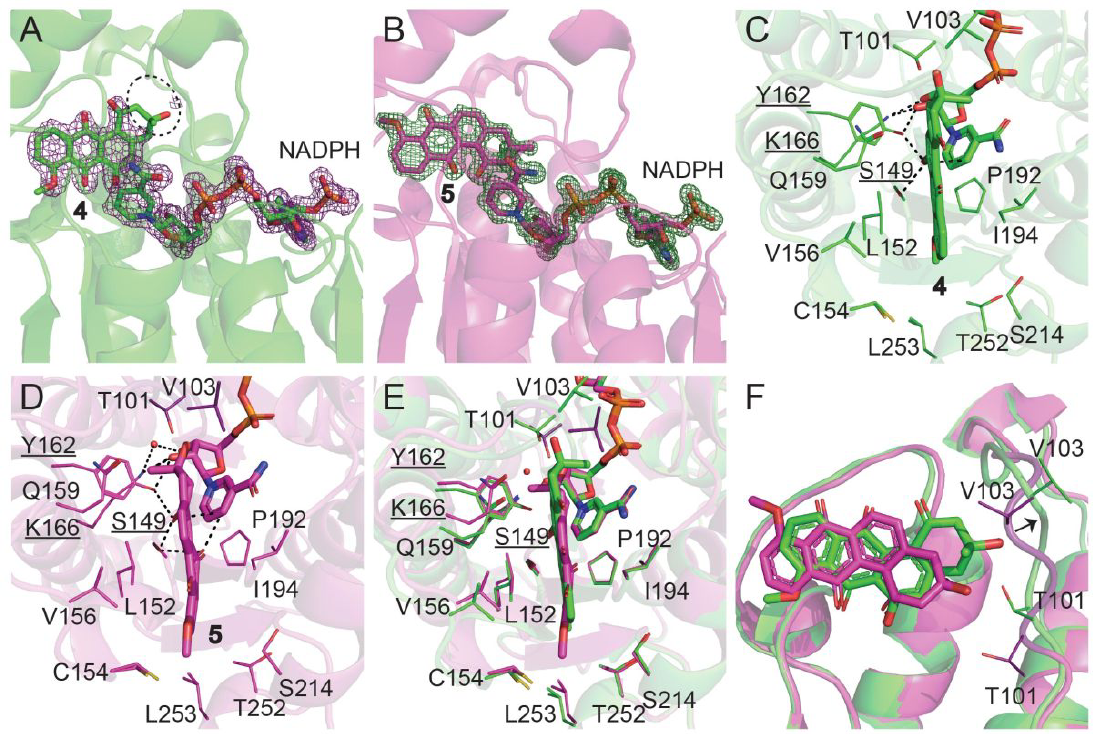 A
4
NADPH
B
5
NADPH
C
V103
T101
Y162
K166
Q159
S149
P192
I194
V156
L152
4
C154
L253
T252
S214
D
V103
T101
Y162
Q159
K166
S149
P192
I194
V156
L152
5
C154
L253
T252
S214
E
V103
T101
Y162
K166
Q159
S149
P192
I194
V156
L152
C154
L253
T252
S214
F
V103
V103
T101
T101